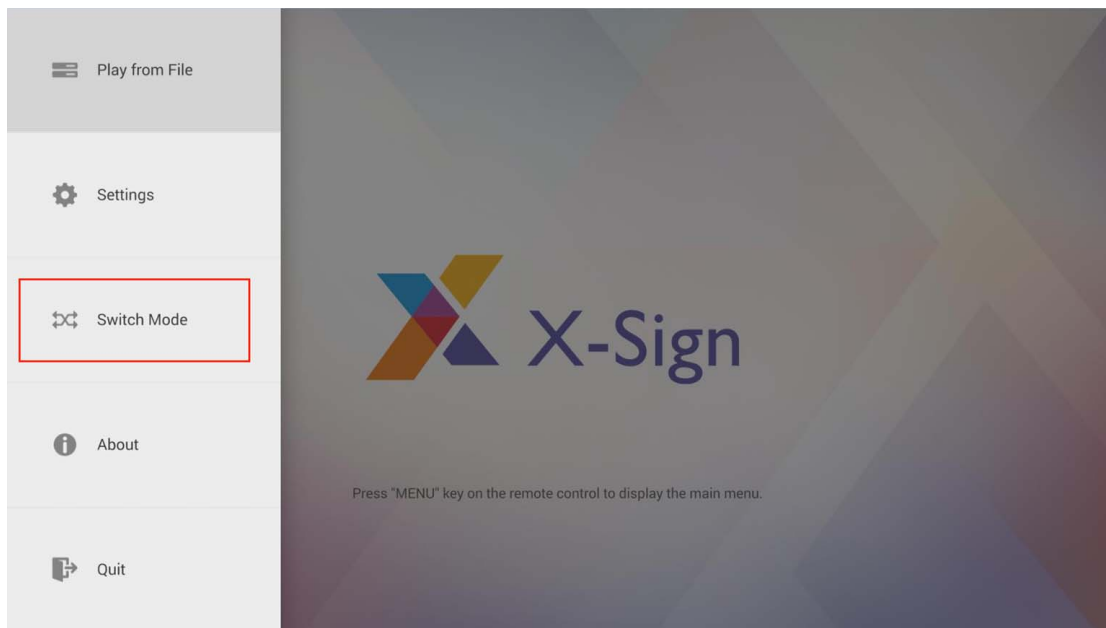 Play from File
Settings
Switch Mode
About
Quit
X-Sign
Press "MENU" key on the remote control to display the main menu.